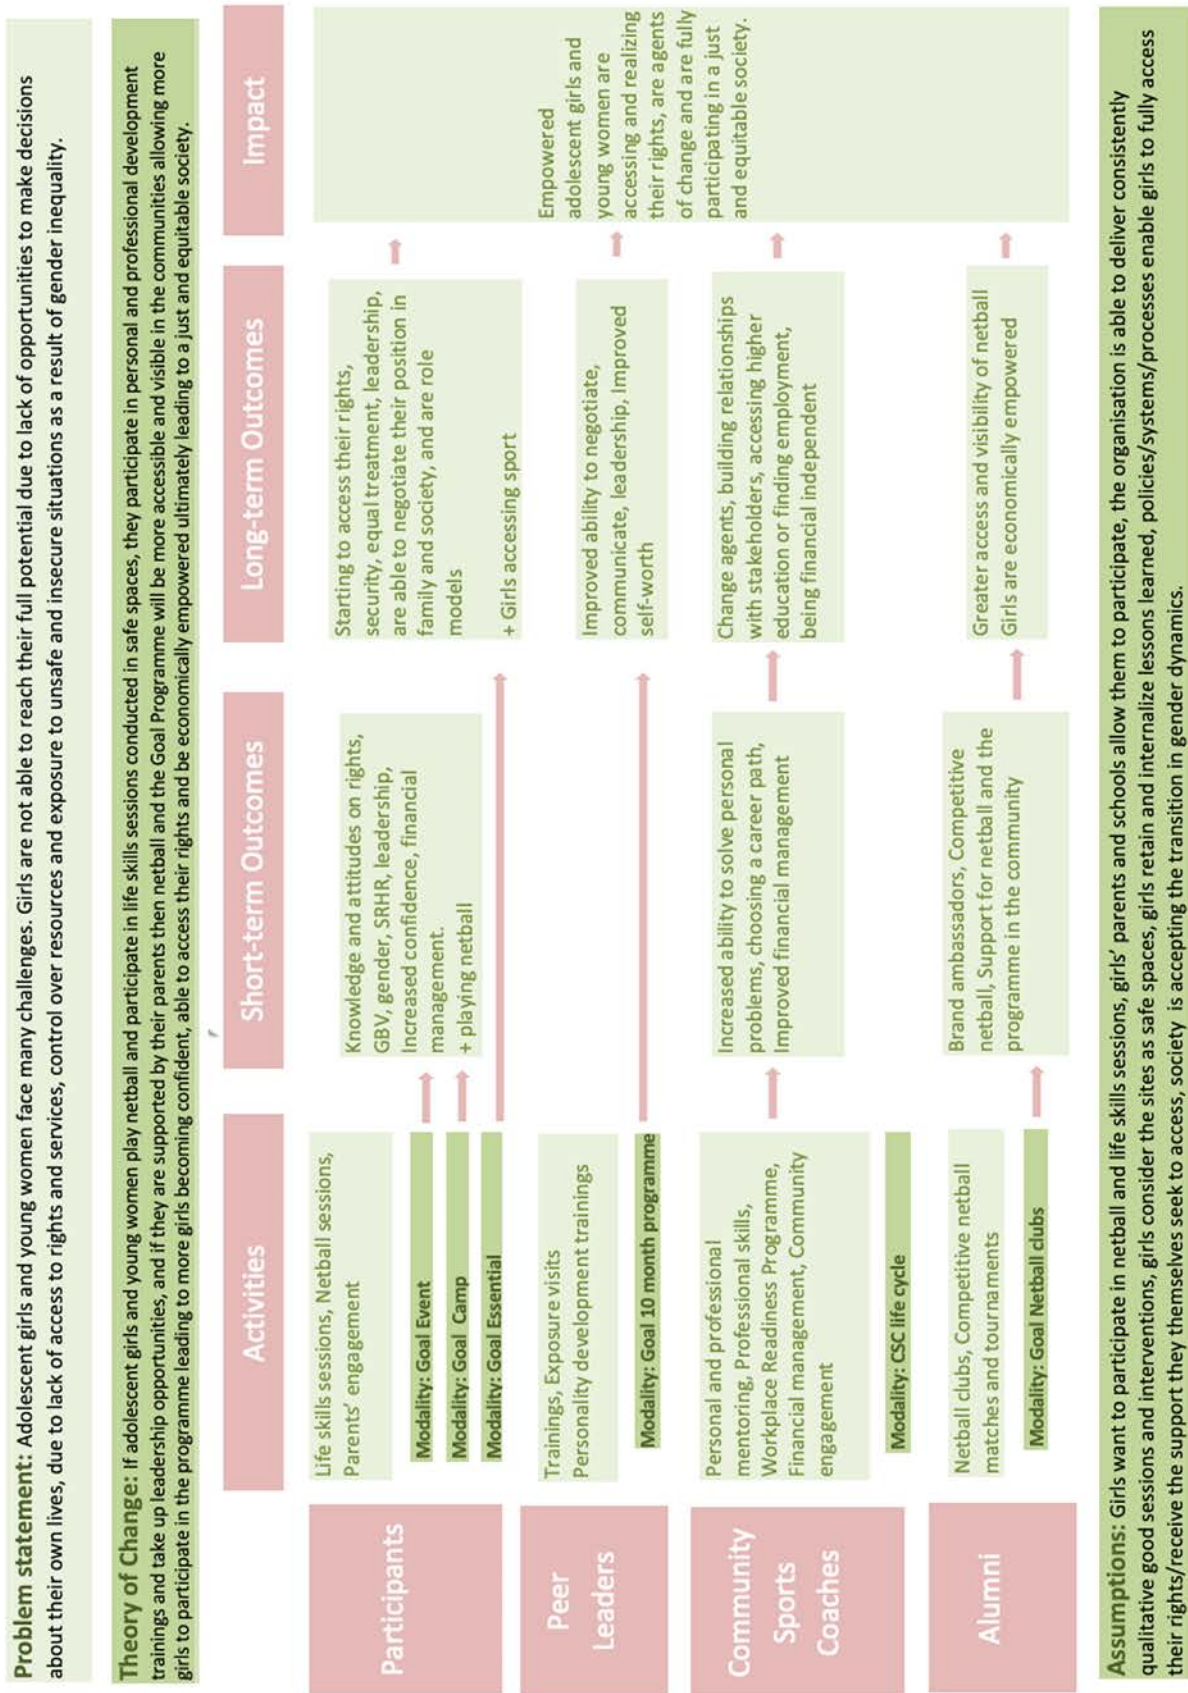 Problem statement: Adolescent girls and young women face many challenges. Girls are not able to reach their full potential due to lack of opportunities to make decisions
about their own lives, due to lack of access to rights and services, control over resources and exposure to unsafe and insecure situations as a result of gender inequality.
Theory of Change: If adolescent girls and young women play netball and participate in life skills sessions conducted in safe spaces, they participate in personal and professional development
trainings and take up leadership opportunities, and if they are supported by their parents then netball and the Goal Programme will be more accessible and visible in the communities allowing more
girls to participate in the programme leading to more girls becoming confident, able to access their rights and be economically empowered ultimately leading to a just and equitable society.
Activities
Short-term Outcomes
Long-term Outcomes
Impact
Participants
Life skills sessions, Netball sessions,
Parents' engagement
Modality: Goal Event
Modality: Goal Camp
Modality: Goal Essential
Knowledge and attitudes on rights,
GBV, gender, SRHR, leadership,
Increased confidence, financial
management.
+ playing netball
Starting to access their rights,
security, equal treatment, leadership,
are able to negotiate their position in
family and society, and are role
models
+ Girls accessing sport
Peer
Leaders
Trainings, Exposure visits
Personality development trainings
Modality: Goal 10 month programme
Improved ability to negotiate,
communicate, leadership, Improved
self-worth
Community
Sports
Coaches
Personal and professional
mentoring, Professional skills,
Workplace Readiness Programme,
Financial management, Community
engagement
Modality: CSC life cycle
Increased ability to solve personal
problems, choosing a career path,
Improved financial management
Change agents, building relationships
with stakeholders, accessing higher
education or finding employment,
being financial independent
Alumni
Netball clubs, Competitive netball
matches and tournaments
Modality: Goal Netball clubs
Brand ambassadors, Competitive
netball, Support for netball and the
programme in the community
Greater access and visibility of netball
Girls are economically empowered
Empowered
adolescent girls and
young women are
accessing and realizing
their rights, are agents
of change and are fully
participating in a just
and equitable society.
Assumptions: Girls want to participate in netball and life skills sessions, girls' parents and schools allow them to participate, the organisation is able to deliver consistently
qualitative good sessions and interventions, girls consider the sites as safe spaces, girls retain and internalize lessons learned, policies/systems/processes enable girls to fully access
their rights/receive the support they themselves seek to access, society is accepting the transition in gender dynamics.